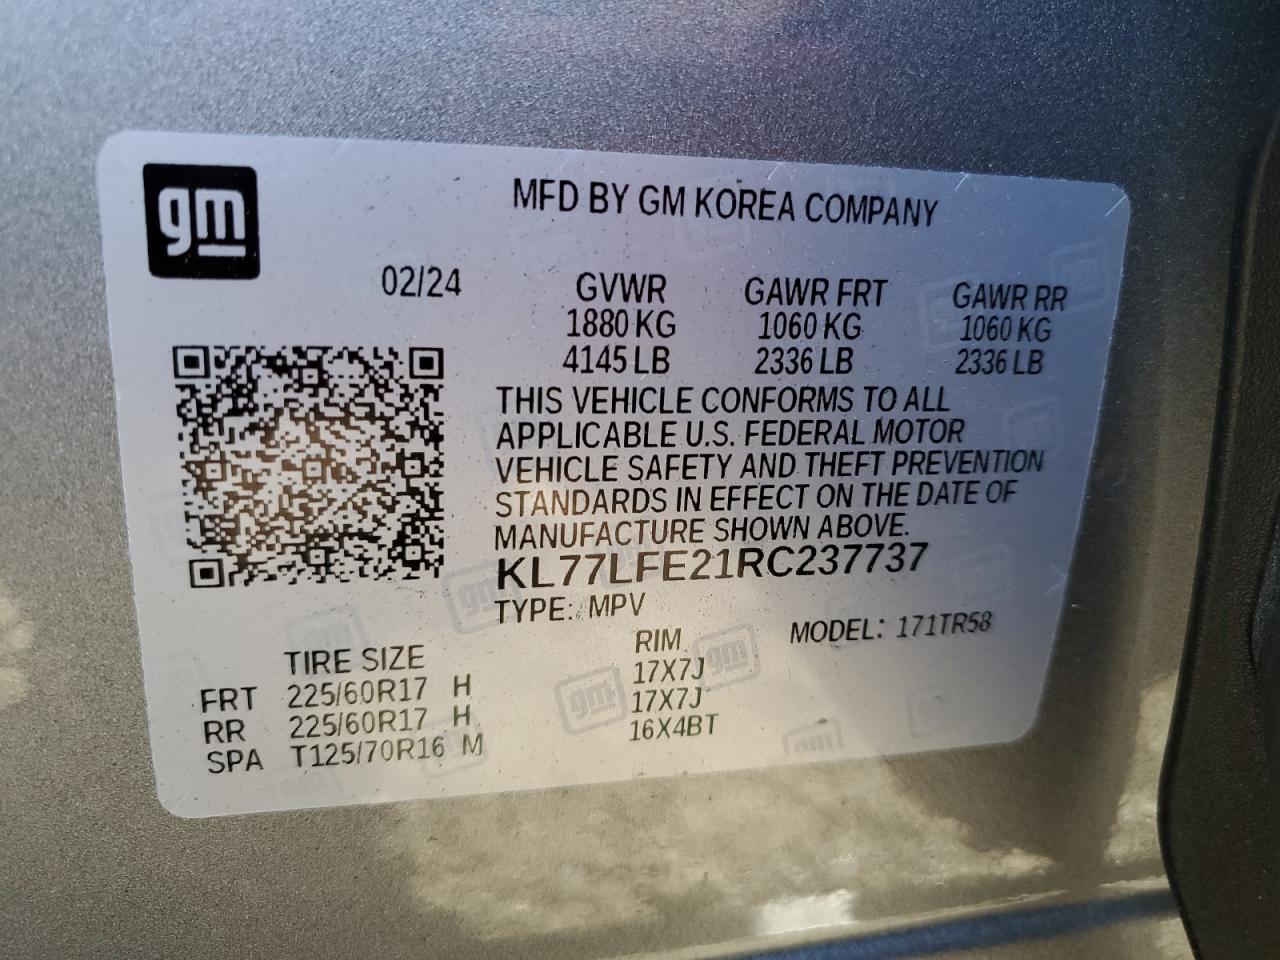 gm
MFD BY GM KOREA COMPANY
02/24 GVWR GAWR FRT GAWR RR
1880 KG 1060 KG 1060 KG
4145 LB 2336 LB 2336 LB
THIS VEHICLE CONFORMS TO ALL
APPLICABLE U.S. FEDERAL MOTOR
VEHICLE SAFETY AND THEFT PREVENTION
STANDARDS IN EFFECT ON THE DATE OF
MANUFACTURE SHOWN ABOVE.
KL77LFE21RC237737
TYPE: MPV MODEL: 171TR58
TIRE SIZE RIM
FRT 225/60R17 H 17X7J
RR 225/60R17 H 17X7J
SPA T125/70R16 M 16X4BT